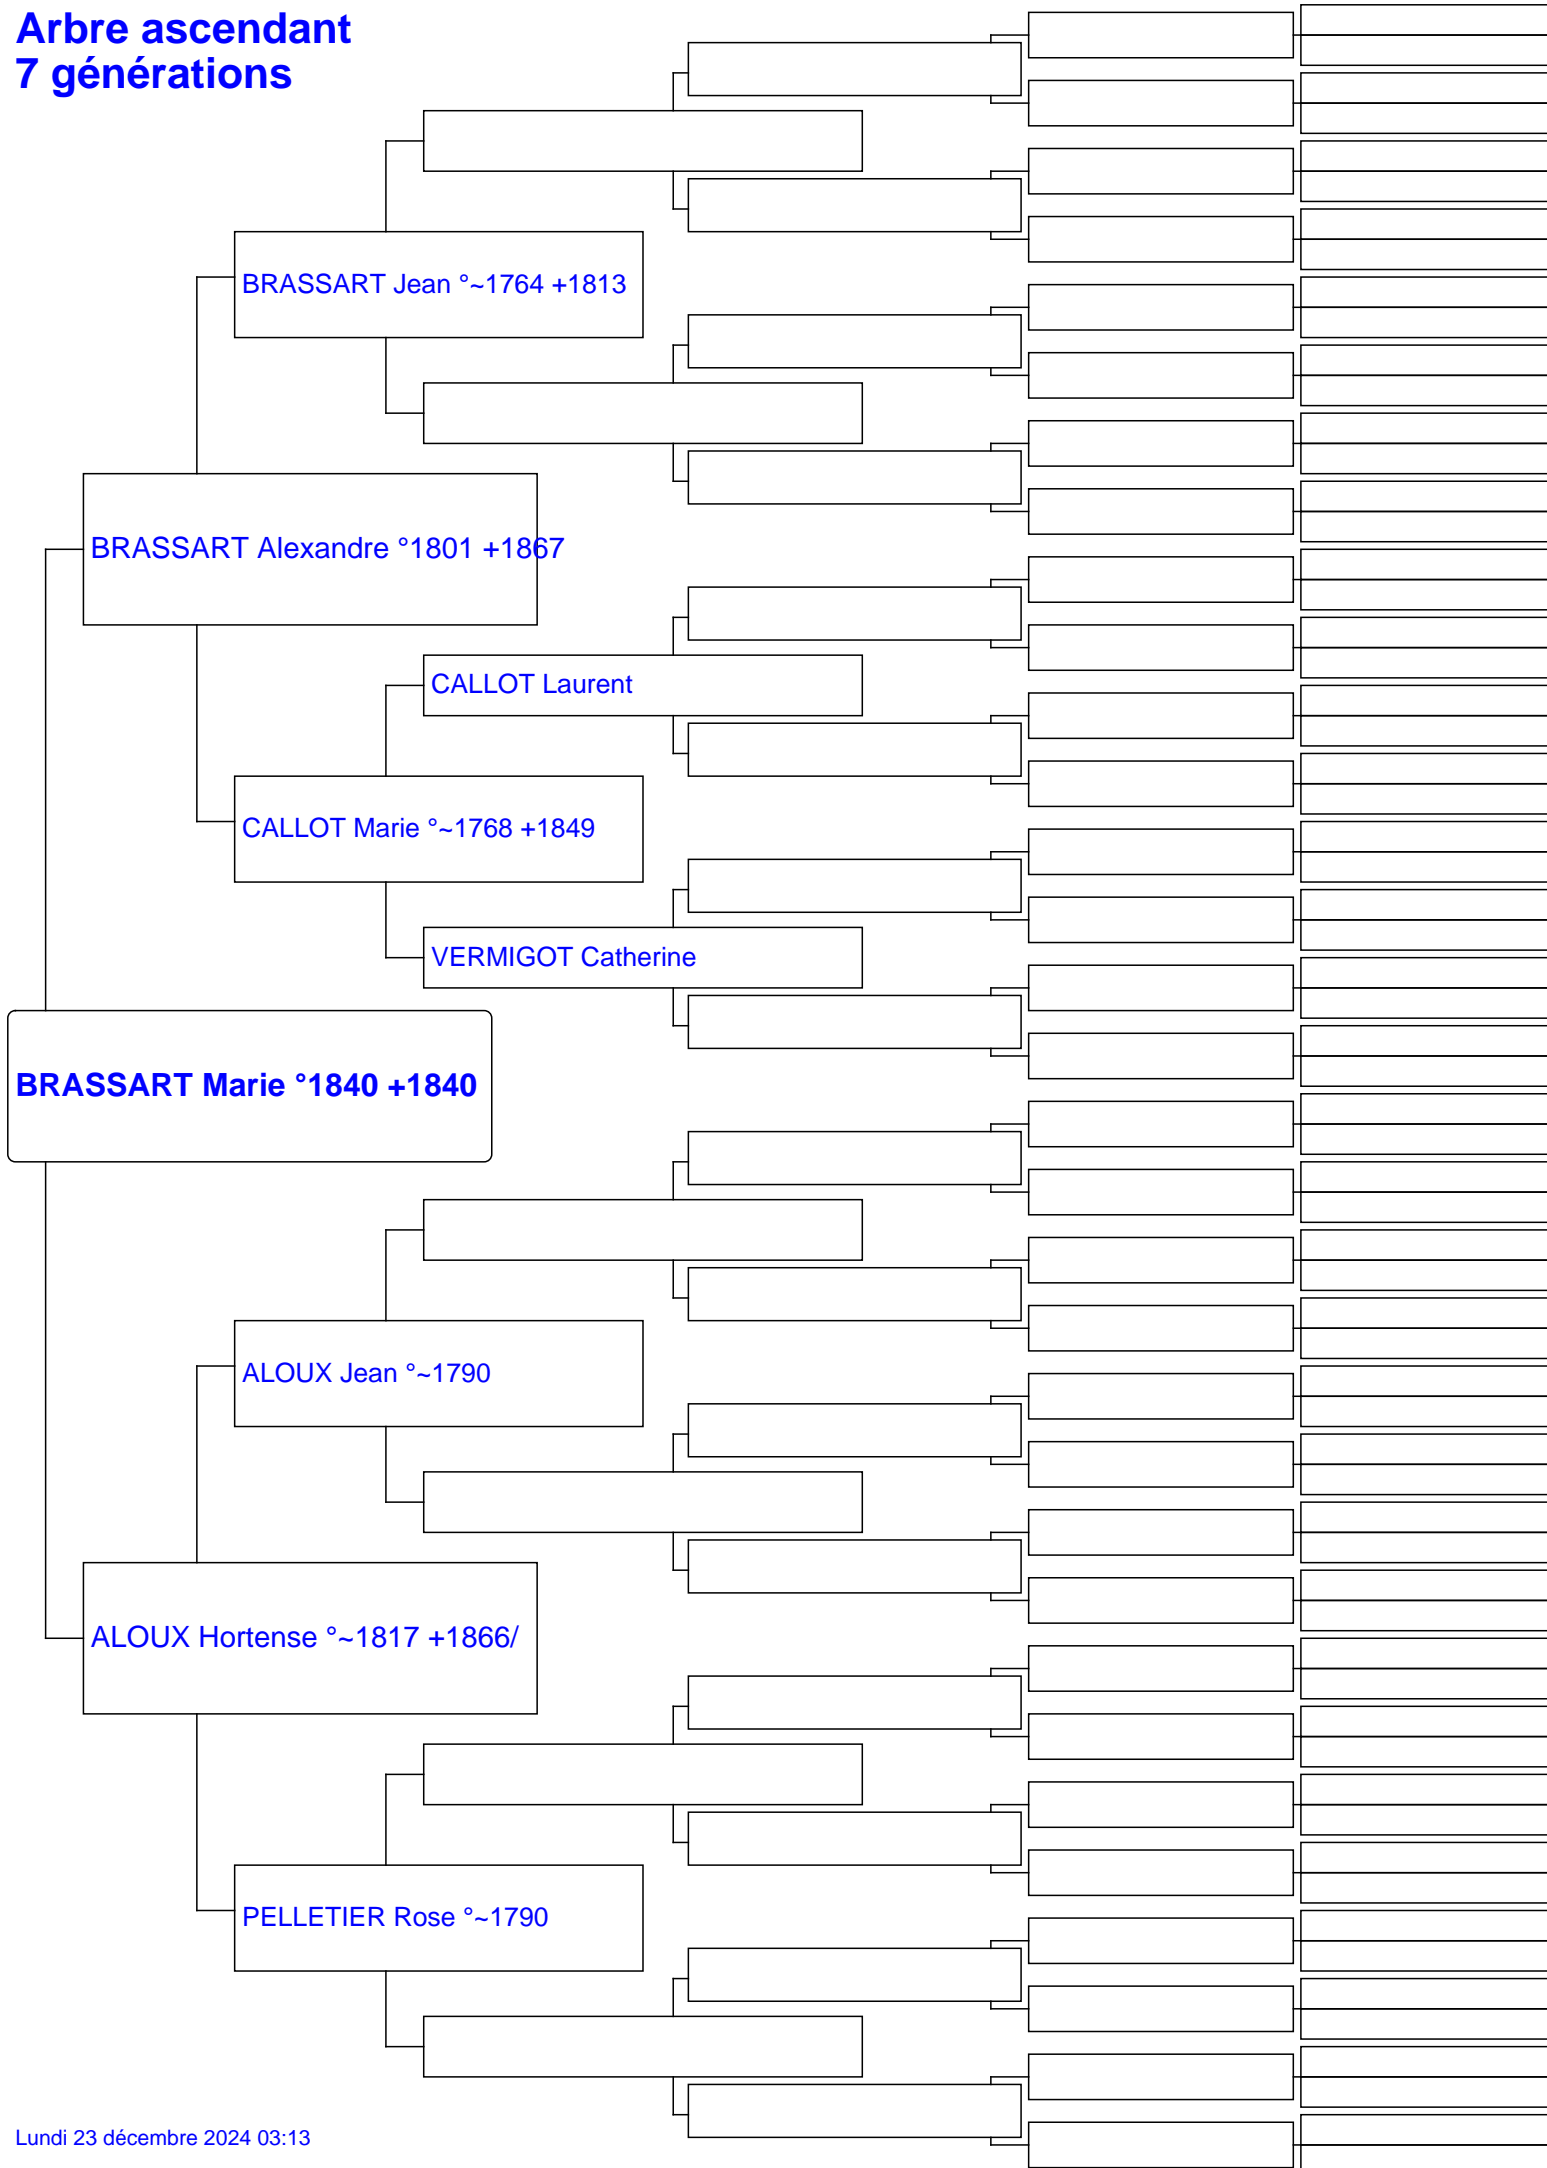 Arbre ascendant
7 générations
BRASSART Jean °~1764 +1813
BRASSART Alexandre °1801 +1867
CALLOT Laurent
CALLOT Marie °~1768 +1849
VERMIGOT Catherine
BRASSART Marie °1840 +1840
ALOUX Jean °~1790
ALOUX Hortense °~1817 +1866/
PELLETIER Rose °~1790
Lundi 23 décembre 2024 03:13